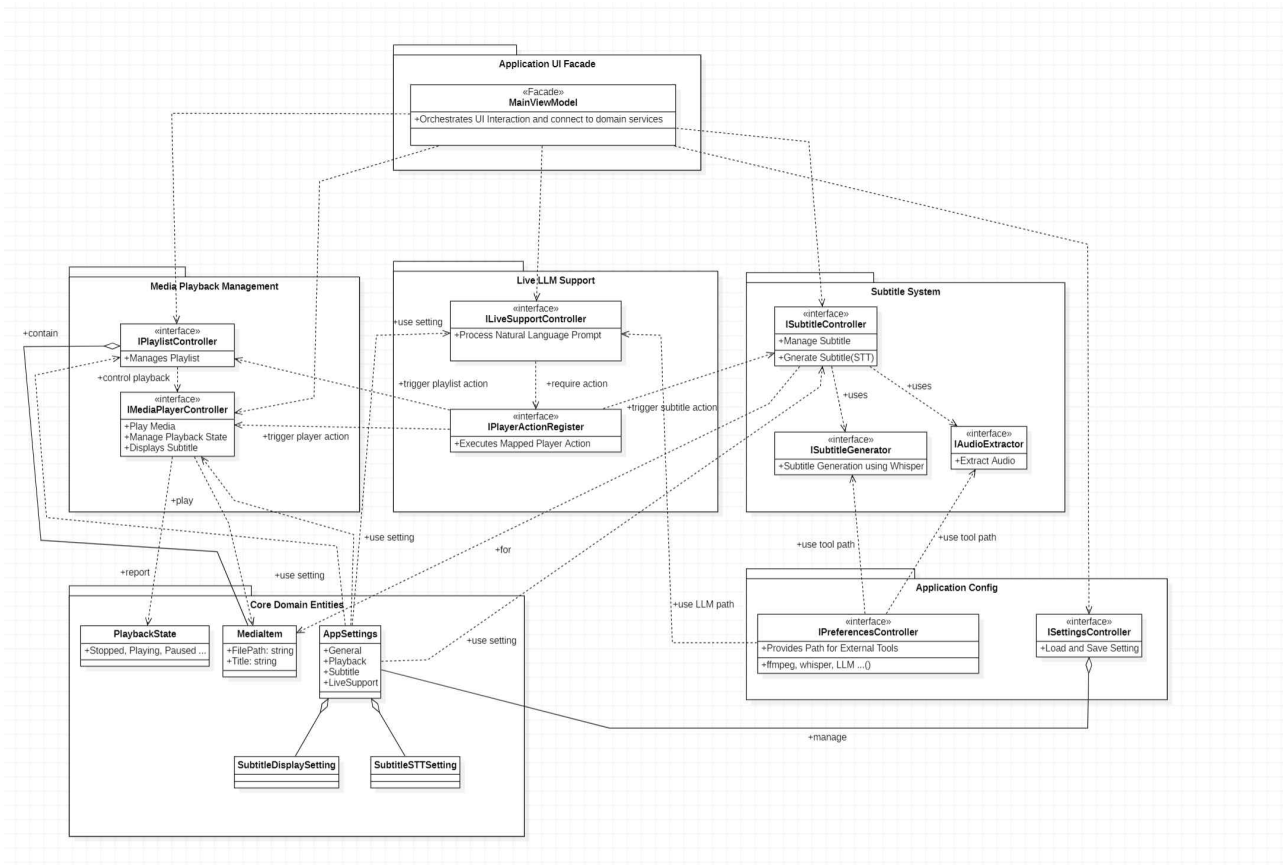 Application UI Facade
«Facade»
MainViewModel
+Orchestrates UI Interaction and connect to domain services
Media Playback Management
«interface»
IPlaylistController
+Manages Playlist
+contain
+control playback
«interface»
IMediaPlayerController
+Play Media
+Manage Playback State
+Displays Subtitle
+play
+report
Live LLM Support
«interface»
ILiveSupportController
+Process Natural Language Prompt
+use setting
+trigger playlist action
+require action
+trigger player action
«interface»
IPlayerActionRegister
+Executes Mapped Player Action
+trigger subtitle action
Subtitle System
«interface»
ISubtitleController
+Manage Subtitle
+Gnerate Subtitle(STT)
+uses
+uses
«interface»
ISubtitleGenerator
+Subtitle Generation using Whisper
«interface»
IAudioExtractor
+Extract Audio
+use setting
+use setting
+for
+use tool path
+use tool path
+use LLM path
+use setting
Core Domain Entities
PlaybackState
+Stopped, Playing, Paused ...
MediaItem
+FilePath: string
+Title: string
AppSettings
+General
+Playback
+Subtitle
+LiveSupport
SubtitleDisplaySetting
SubtitleSTTSetting
Application Config
«interface»
IPreferencesController
+Provides Path for External Tools
+ffmpeg, whisper, LLM ...()
«interface»
ISettingsController
+Load and Save Setting
+manage